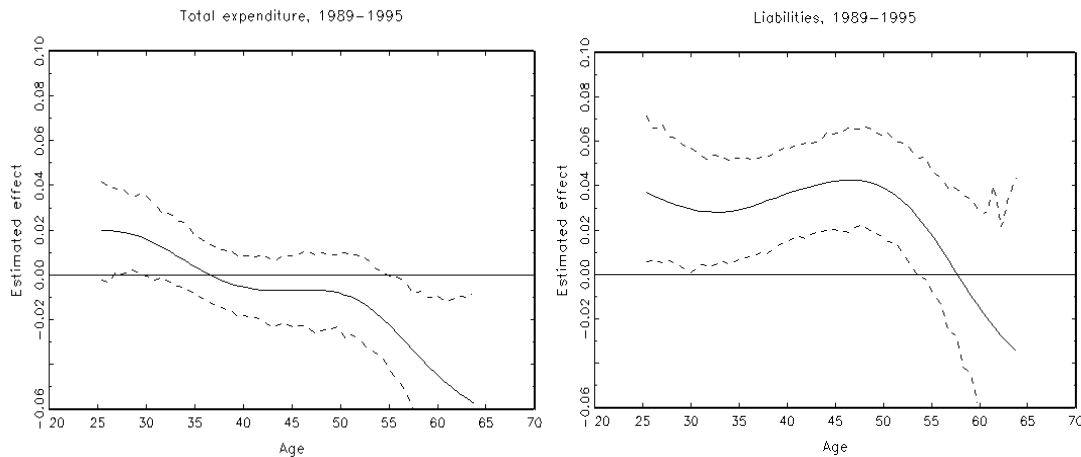 Total expenditure, 1989–1995
Estimated effect
0.10
0.08
0.06
0.04
0.02
0.00
−0.02
−0.06
20 25 30 35 40 45 50 55 60 65 70
Age
Liabilities, 1989–1995
Estimated effect
0.10
0.08
0.06
0.04
0.02
0.00
−0.02
−0.06
20 25 30 35 40 45 50 55 60 65 70
Age